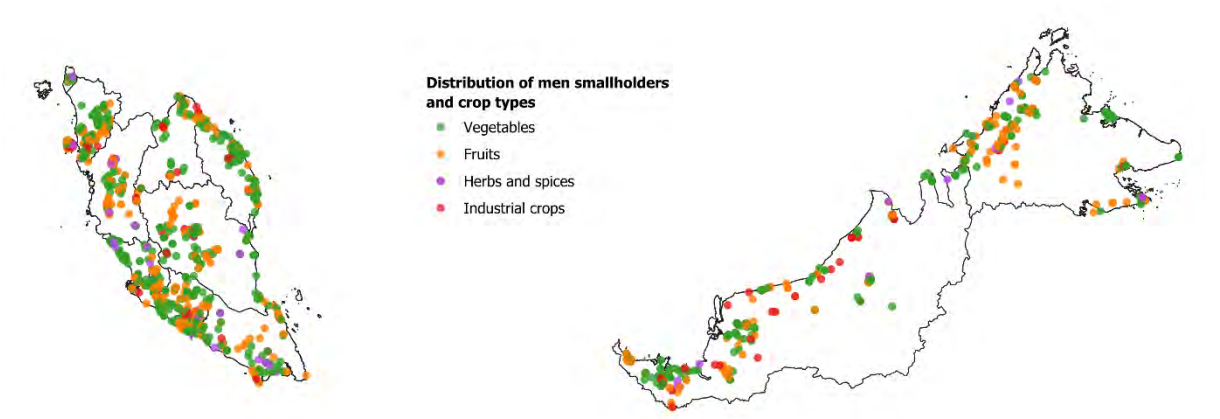 Distribution of men smallholders
and crop types
Vegetables
Fruits
Herbs and spices
Industrial crops